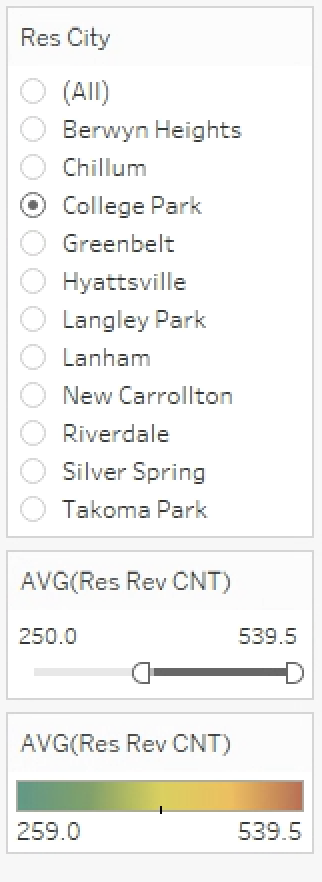 Res City
(All)
Berwyn Heights
Chillum
College Park
Greenbelt
Hyattsville
Langley Park
Lanham
New Carrollton
Riverdale
Silver Spring
Takoma Park
AVG(Res Rev CNT)
250.0 539.5
AVG(Res Rev CNT)
259.0 539.5